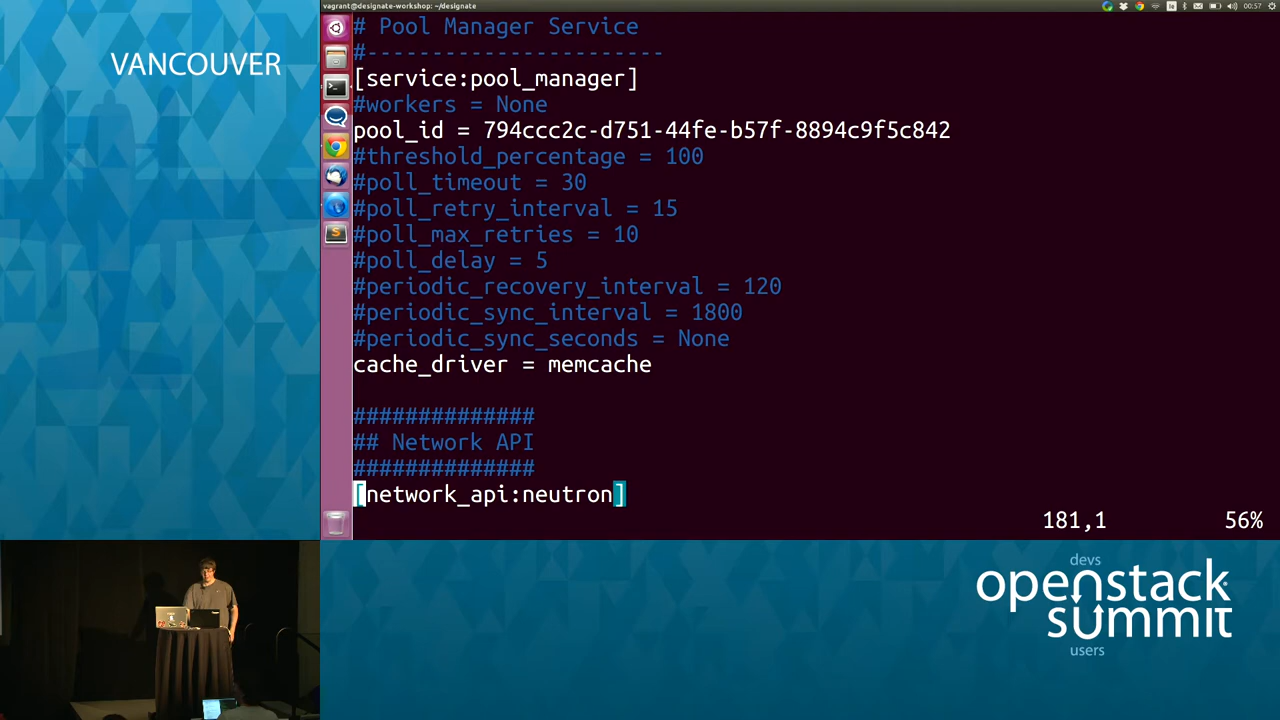 vagrant@designate-workshop: ~/designate
00:57
VANCOUVER
# Pool Manager Service
#-----------------------
[service:pool_manager]
#workers = None
pool_id = 794ccc2c-d751-44fe-b57f-8894c9f5c842
#threshold_percentage = 100
#poll_timeout = 30
#poll_retry_interval = 15
#poll_max_retries = 10
#poll_delay = 5
#periodic_recovery_interval = 120
#periodic_sync_interval = 1800
#periodic_sync_seconds = None
cache_driver = memcache
##############
## Network API
##############
[network_api:neutron]
181,1 56%
devs
openstack
summit
users